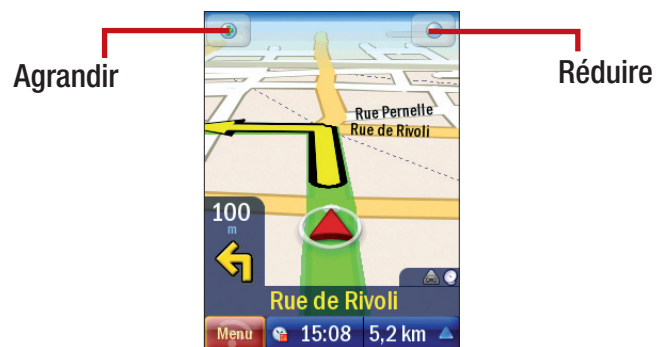 Agrandir
Réduire
Rue Pernelle
Rue de Rivoli
100
m
Rue de Rivoli
Menu 15:08 5,2 km